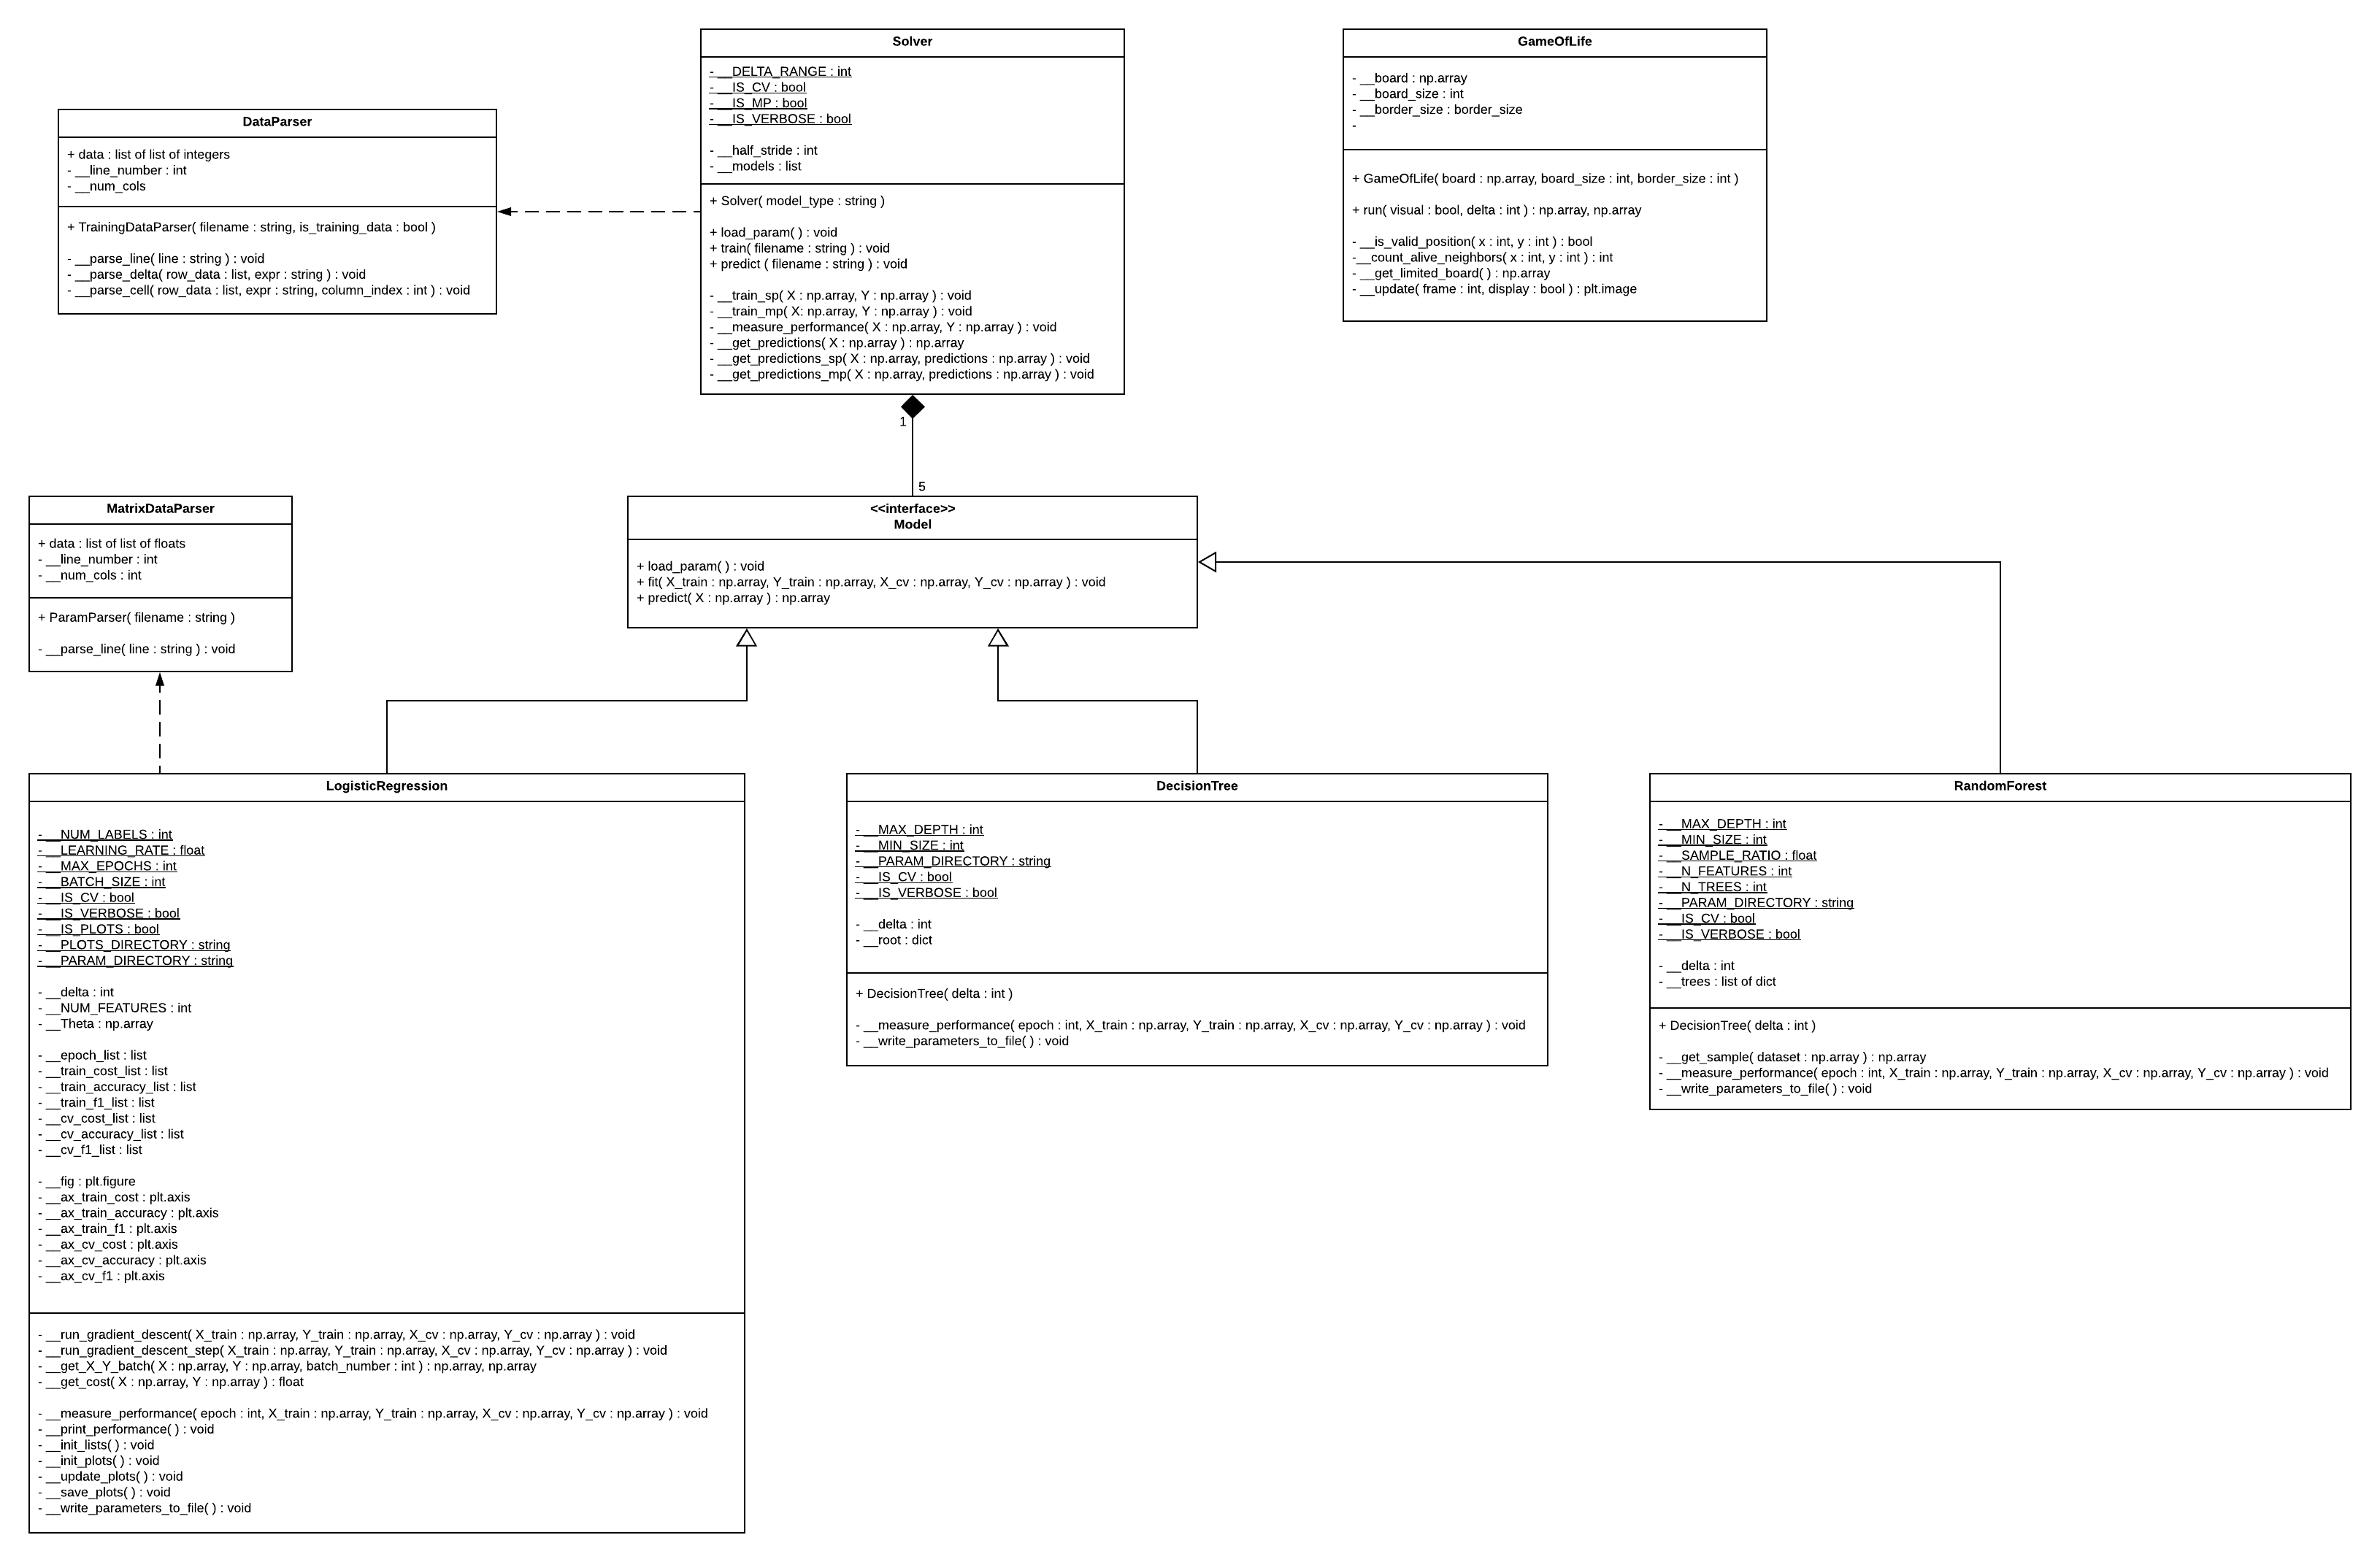 Solver
- __DELTA_RANGE : int
- __IS_CV : bool
- __IS_MP : bool
- __IS_VERBOSE : bool
- __half_stride : int
- __models : list
+ Solver( model_type : string )
+ load_param( ) : void
+ train( filename : string ) : void
+ predict ( filename : string ) : void
- __train_sp( X : np.array, Y : np.array ) : void
- __train_mp( X: np.array, Y : np.array ) : void
- __measure_performance( X : np.array, Y : np.array ) : void
- __get_predictions( X : np.array ) : np.array
- __get_predictions_sp( X : np.array, predictions : np.array ) : void
- __get_predictions_mp( X : np.array, predictions : np.array ) : void
GameOfLife
- __board : np.array
- __board_size : int
- __border_size : border_size
-
+ GameOfLife( board : np.array, board_size : int, border_size : int )
+ run( visual : bool, delta : int ) : np.array, np.array
- __is_valid_position( x : int, y : int ) : bool
-__count_alive_neighbors( x : int, y : int ) : int
- __get_limited_board( ) : np.array
- __update( frame : int, display : bool ) : plt.image
DataParser
+ data : list of list of integers
- __line_number : int
- __num_cols
+ TrainingDataParser( filename : string, is_training_data : bool )
- __parse_line( line : string ) : void
- __parse_delta( row_data : list, expr : string ) : void
- __parse_cell( row_data : list, expr : string, column_index : int ) : void
1
5
MatrixDataParser
+ data : list of list of floats
- __line_number : int
- __num_cols : int
+ ParamParser( filename : string )
- __parse_line( line : string ) : void
<<interface>>
Model
+ load_param( ) : void
+ fit( X_train : np.array, Y_train : np.array, X_cv : np.array, Y_cv : np.array ) : void
+ predict( X : np.array ) : np.array
LogisticRegression
- __NUM_LABELS : int
- __LEARNING_RATE : float
- __MAX_EPOCHS : int
- __BATCH_SIZE : int
- __IS_CV : bool
- __IS_VERBOSE : bool
- __IS_PLOTS : bool
- __PLOTS_DIRECTORY : string
- __PARAM_DIRECTORY : string
- __delta : int
- __NUM_FEATURES : int
- __Theta : np.array
- __epoch_list : list
- __train_cost_list : list
- __train_accuracy_list : list
- __train_f1_list : list
- __cv_cost_list : list
- __cv_accuracy_list : list
- __cv_f1_list : list
- __fig : plt.figure
- __ax_train_cost : plt.axis
- __ax_train_accuracy : plt.axis
- __ax_train_f1 : plt.axis
- __ax_cv_cost : plt.axis
- __ax_cv_accuracy : plt.axis
- __ax_cv_f1 : plt.axis
- __run_gradient_descent( X_train : np.array, Y_train : np.array, X_cv : np.array, Y_cv : np.array ) : void
- __run_gradient_descent_step( X_train : np.array, Y_train : np.array, X_cv : np.array, Y_cv : np.array ) : void
- __get_X_Y_batch( X : np.array, Y : np.array, batch_number : int ) : np.array, np.array
- __get_cost( X : np.array, Y : np.array ) : float
- __measure_performance( epoch : int, X_train : np.array, Y_train : np.array, X_cv : np.array, Y_cv : np.array ) : void
- __print_performance( ) : void
- __init_lists( ) : void
- __init_plots( ) : void
- __update_plots( ) : void
- __save_plots( ) : void
- __write_parameters_to_file( ) : void
DecisionTree
- __MAX_DEPTH : int
- __MIN_SIZE : int
- __PARAM_DIRECTORY : string
- __IS_CV : bool
- __IS_VERBOSE : bool
- __delta : int
- __root : dict
+ DecisionTree( delta : int )
- __measure_performance( epoch : int, X_train : np.array, Y_train : np.array, X_cv : np.array, Y_cv : np.array ) : void
- __write_parameters_to_file( ) : void
RandomForest
- __MAX_DEPTH : int
- __MIN_SIZE : int
- __SAMPLE_RATIO : float
- __N_FEATURES : int
- __N_TREES : int
- __PARAM_DIRECTORY : string
- __IS_CV : bool
- __IS_VERBOSE : bool
- __delta : int
- __trees : list of dict
+ DecisionTree( delta : int )
- __get_sample( dataset : np.array ) : np.array
- __measure_performance( epoch : int, X_train : np.array, Y_train : np.array, X_cv : np.array, Y_cv : np.array ) : void
- __write_parameters_to_file( ) : void